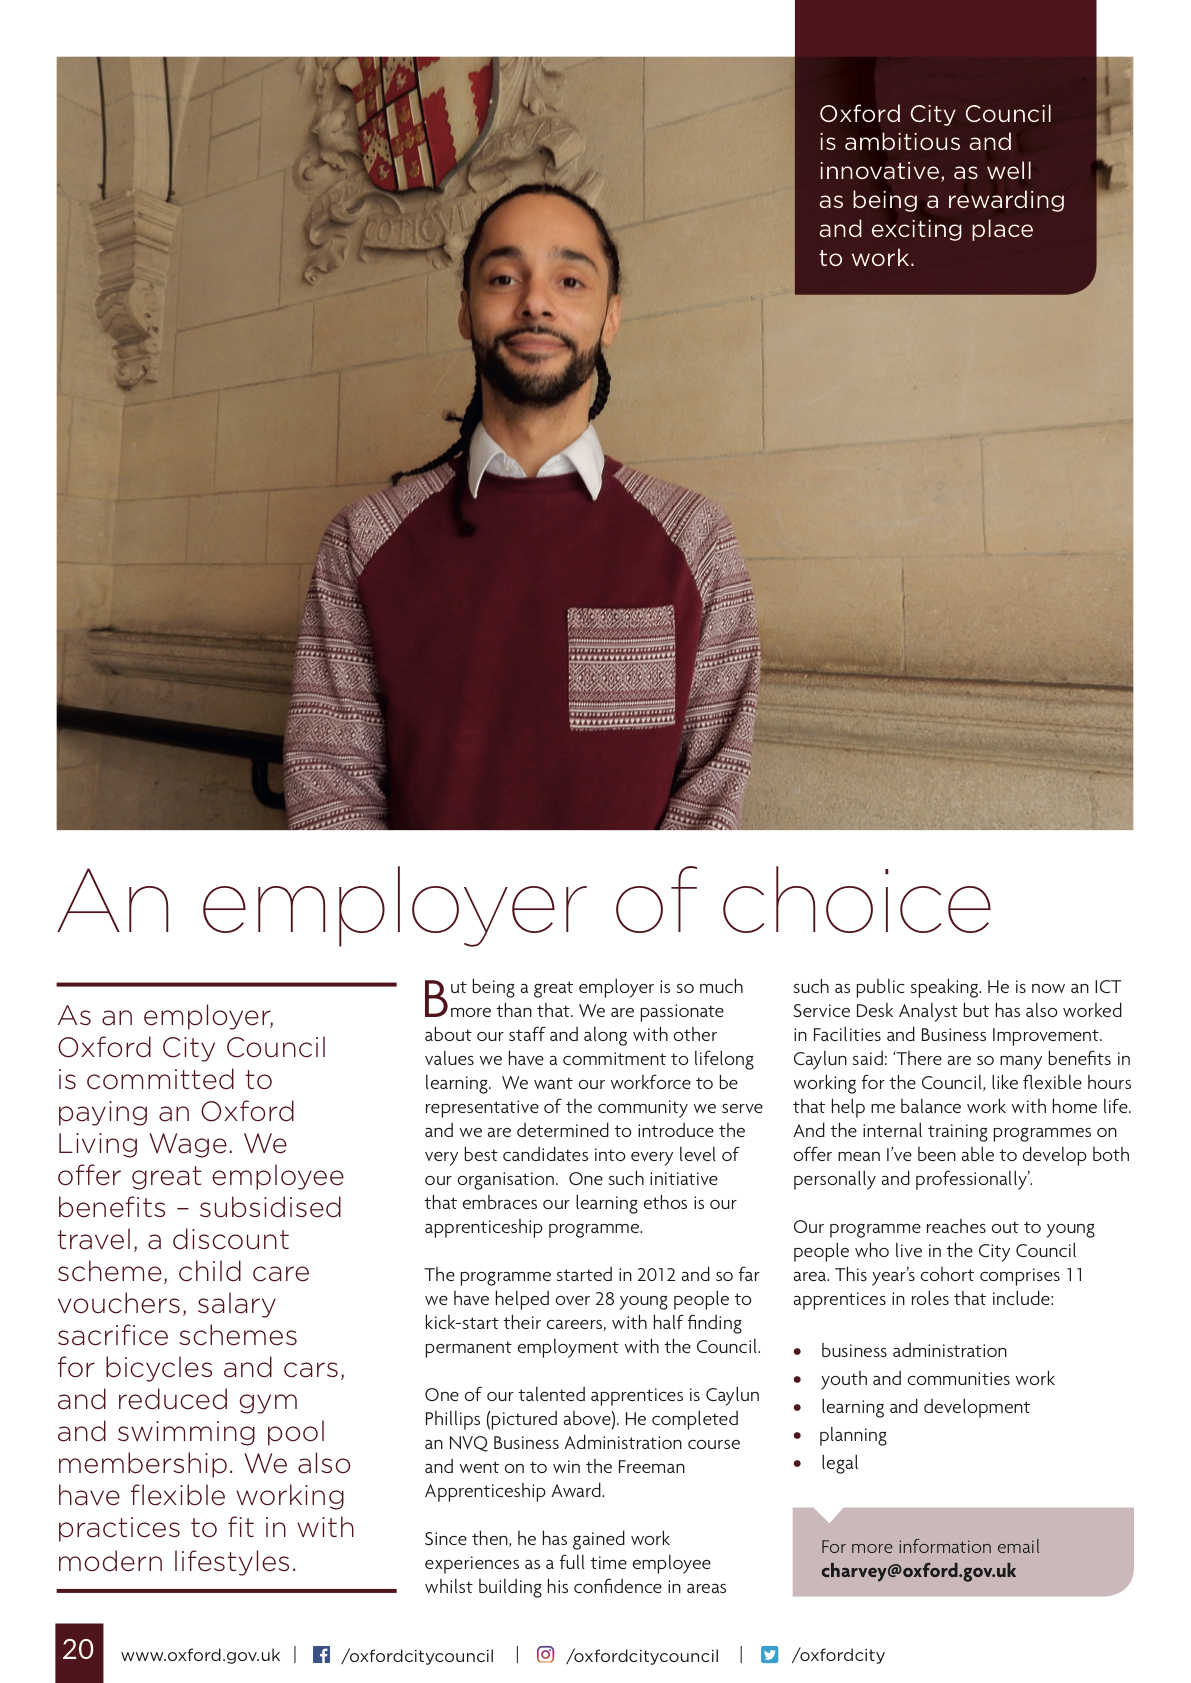 Oxford City Council
is ambitious and
innovative, as well
as being a rewarding
and exciting place
to work.
An employer of choice
As an employer,
Oxford City Council
is committed to
paying an Oxford
Living Wage. We
offer great employee
benefits – subsidised
travel, a discount
scheme, child care
vouchers, salary
sacrifice schemes
for bicycles and cars,
and reduced gym
and swimming pool
membership. We also
have flexible working
practices to fit in with
modern lifestyles.
But being a great employer is so much
more than that. We are passionate
about our staff and along with other
values we have a commitment to lifelong
learning.  We want our workforce to be
representative of the community we serve
and we are determined to introduce the
very best candidates into every level of
our organisation.  One such initiative
that embraces our learning ethos is our
apprenticeship programme.
The programme started in 2012 and so far
we have helped over 28 young people to
kick-start their careers, with half finding
permanent employment with the Council.
One of our talented apprentices is Caylun
Phillips (pictured above). He completed
an NVQ Business Administration course
and went on to win the Freeman
Apprenticeship Award.
Since then, he has gained work
experiences as a full time employee
whilst building his confidence in areas
such as public speaking. He is now an ICT
Service Desk Analyst but has also worked
in Facilities and Business Improvement.
Caylun said: ‘There are so many benefits in
working for the Council, like flexible hours
that help me balance work with home life.
And the internal training programmes on
offer mean I’ve been able to develop both
personally and professionally’.
Our programme reaches out to young
people who live in the City Council
area. This year’s cohort comprises 11
apprentices in roles that include:
• business administration
• youth and communities work
• learning and development
• planning
• legal
For more information email
charvey@oxford.gov.uk
20 www.oxford.gov.uk | /oxfordcitycouncil | /oxfordcitycouncil | /oxfordcity